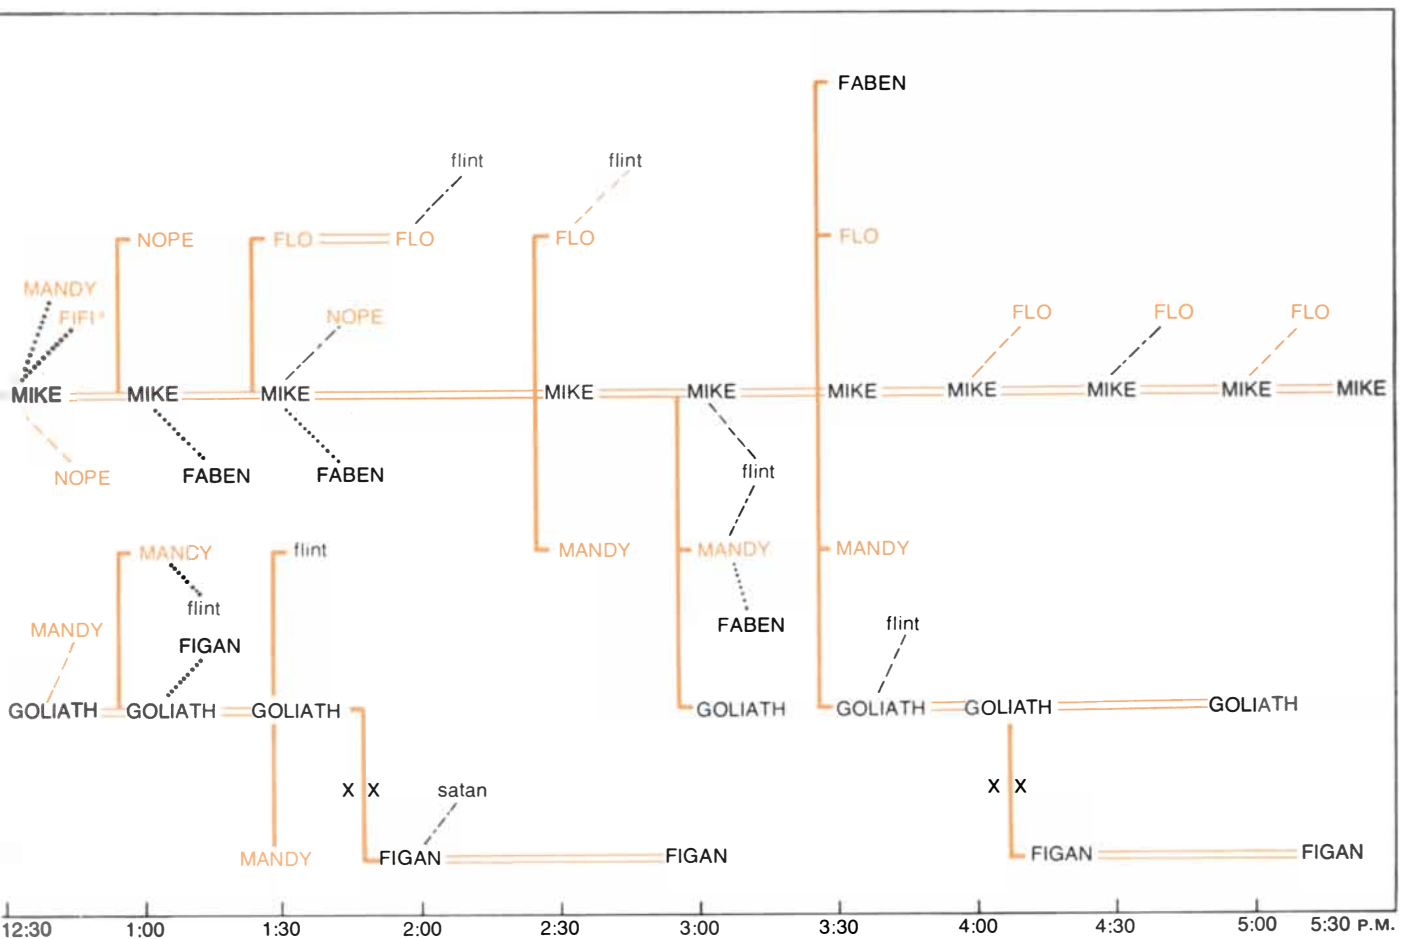 FABEN
flint flint
NOPE FLO FLO FLO FLO
MANDY
FIFI* NOPE FLO FLO FLO
MIKE MIKE MIKE MIKE MIKE MIKE MIKE MIKE MIKE MIKE
NOPE FABEN FABEN flint
MANDY flint MANDY MANDY MANDY
flint
MANDY FABEN flint
FIGAN
GOLIATH GOLIATH GOLIATH GOLIATH GOLIATH GOLIATH GOLIATH
X X satan X X
MANDY FIGAN FIGAN FIGAN FIGAN
12:30 1:00 1:30 2:00 2:30 3:00 3:30 4:00 4:30 5:00 5:30 P.M.